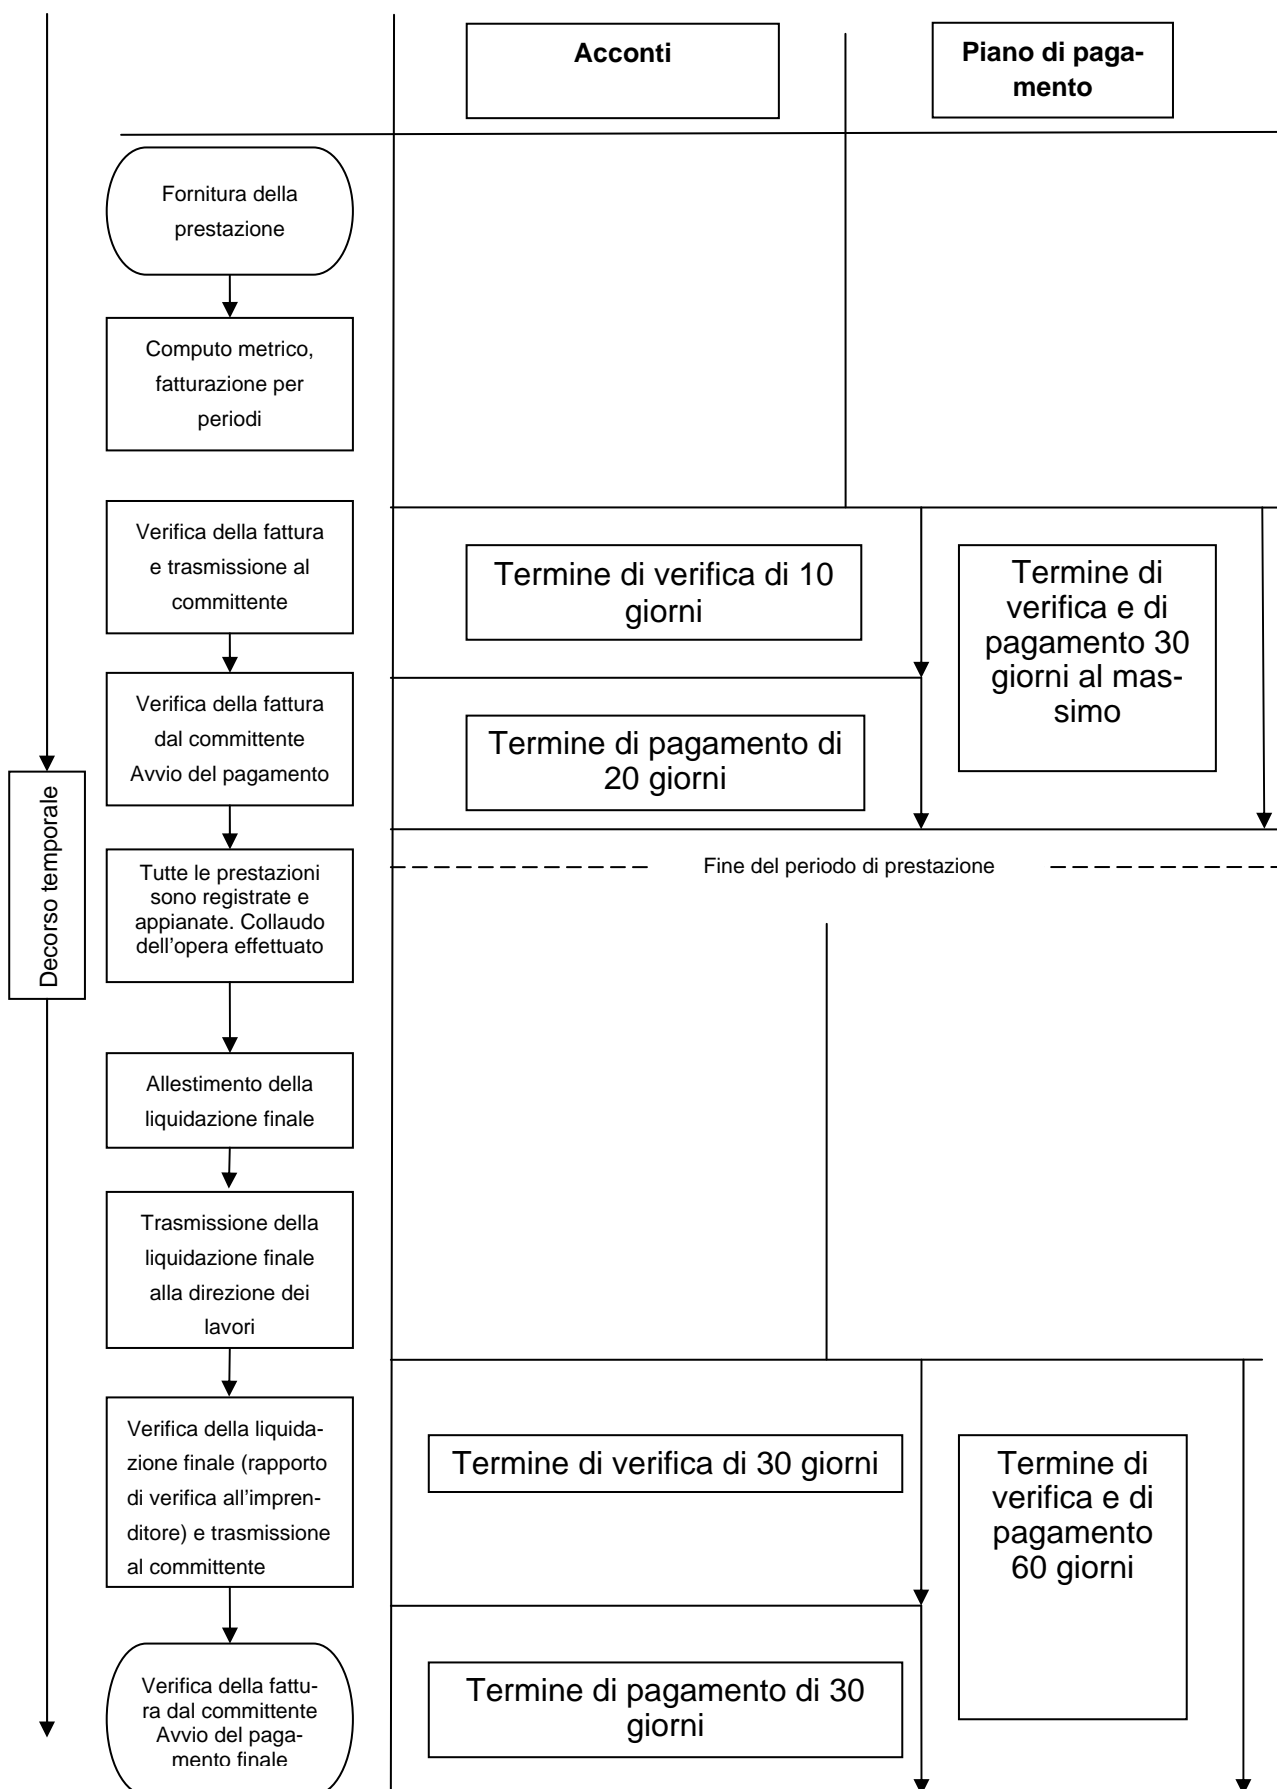 Acconti
Piano di paga-
mento
Fornitura della
prestazione
Computo metrico,
fatturazione per
periodi
Verifica della fattura
e trasmissione al
committente
Termine di verifica di 10
giorni
Termine di
verifica e di
pagamento 30
giorni al mas-
simo
Verifica della fattura
dal committente
Avvio del pagamento
Termine di pagamento di
20 giorni
Decorso temporale
Tutte le prestazioni
sono registrate e
appianate. Collaudo
dell’opera effettuato
Fine del periodo di prestazione
Allestimento della
liquidazione finale
Trasmissione della
liquidazione finale
alla direzione dei
lavori
Verifica della liquida-
zione finale (rapporto
di verifica all’impren-
ditore) e trasmissione
al committente
Termine di verifica di 30 giorni
Termine di
verifica e di
pagamento
60 giorni
Verifica della fattu-
ra dal committente
Avvio del paga-
mento finale
Termine di pagamento di 30
giorni